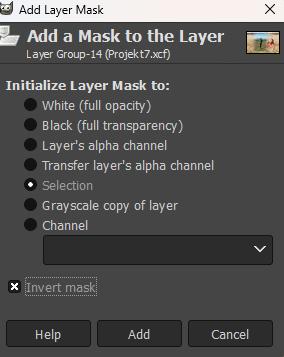 Add Layer Mask
Add a Mask to the Layer
Layer Group-14 (Projekt7.xcf)
Initialize Layer Mask to:
White (full opacity)
Black (full transparency)
Layer's alpha channel
Transfer layer's alpha channel
Selection
Grayscale copy of layer
Channel
Invert mask
Help Add Cancel